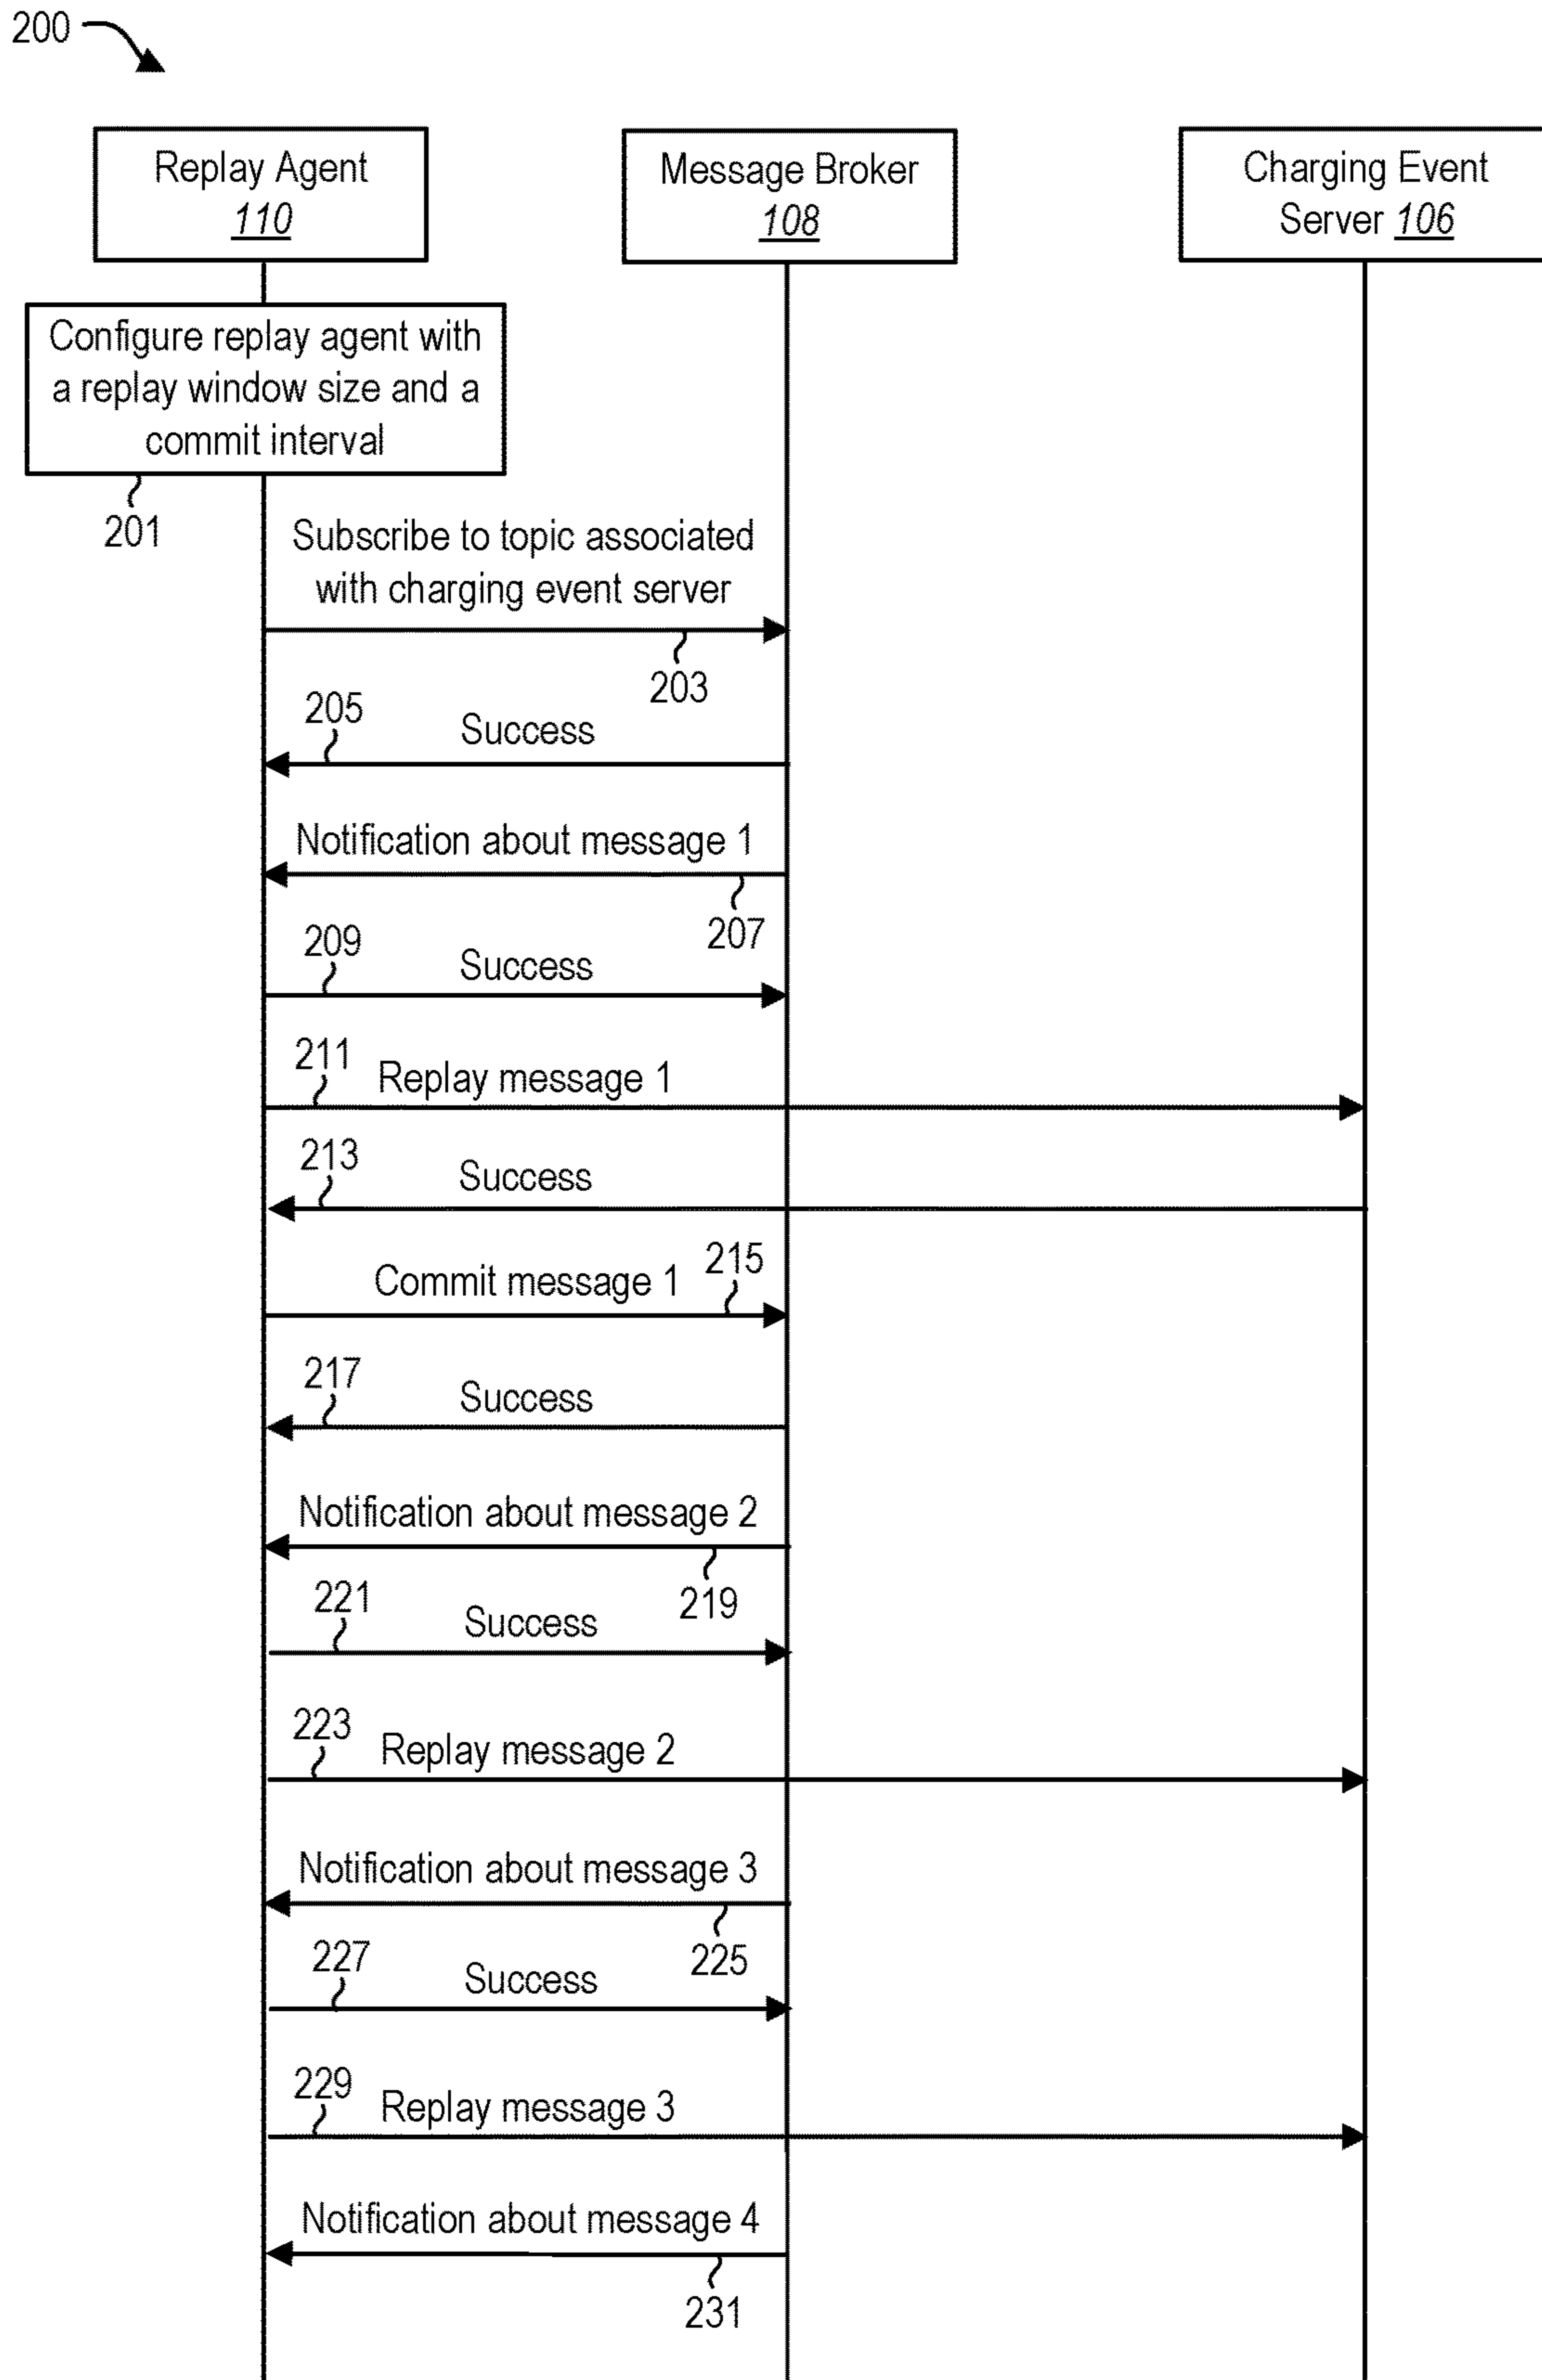 200
Replay Agent
110
Message Broker
108
Charging Event
Server 106
Configure replay agent with
a replay window size and a
commit interval
201
Subscribe to topic associated
with charging event server
203
205
Success
Notification about message 1
207
209
Success
211
Replay message 1
213
Success
Commit message 1
215
217
Success
Notification about message 2
219
221
Success
223
Replay message 2
Notification about message 3
225
227
Success
229
Replay message 3
Notification about message 4
231